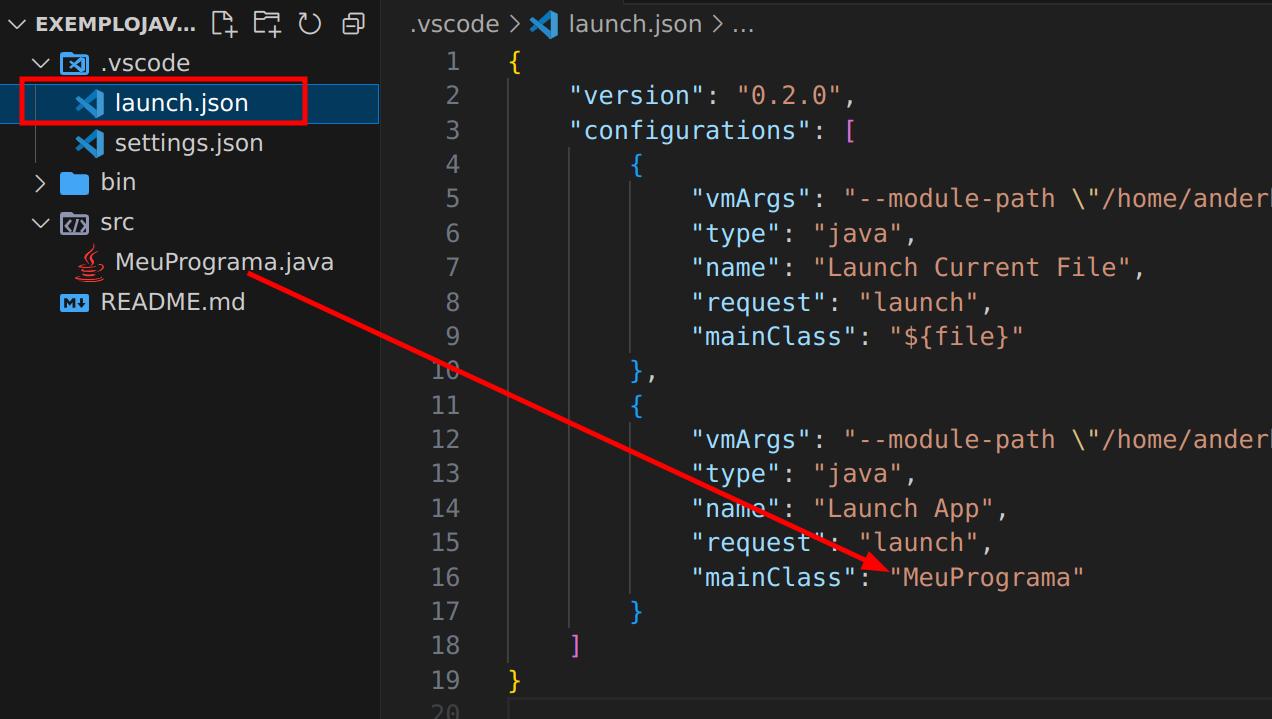 EXEMPLOJAV...
.vscode
launch.json
settings.json
bin
src
MeuPrograma.java
README.md
.vscode > launch.json > ...
1 {
2 "version": "0.2.0",
3 "configurations": [
4 {
5 "vmArgs": "--module-path \"/home/ander
6 "type": "java",
7 "name": "Launch Current File",
8 "request": "launch",
9 "mainClass": "${file}"
10 },
11 {
12 "vmArgs": "--module-path \"/home/ander
13 "type": "java",
14 "name": "Launch App",
15 "request": "launch",
16 "mainClass": "MeuPrograma"
17 }
18 ]
19 }
20